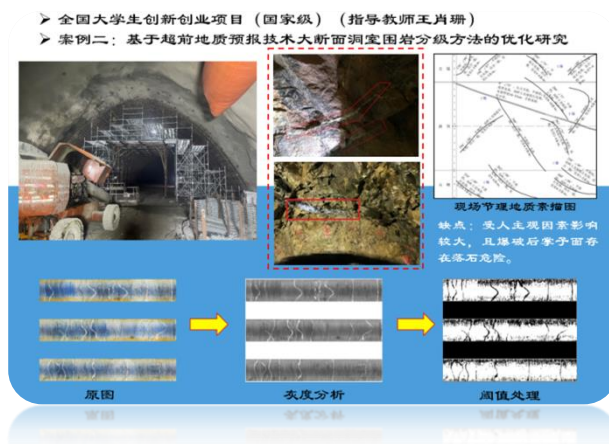 ➢ 全国大学生创新创业项目（国家级）（指导教师王肖珊）
➢ 案例二：基于超前地质预报技术大断面洞室围岩分级方法的优化研究
现场节理地质素描图
缺点：受人主观因素影响
较大，且爆破后掌子面存
在落石危险。
原图
灰度分析
阈值处理